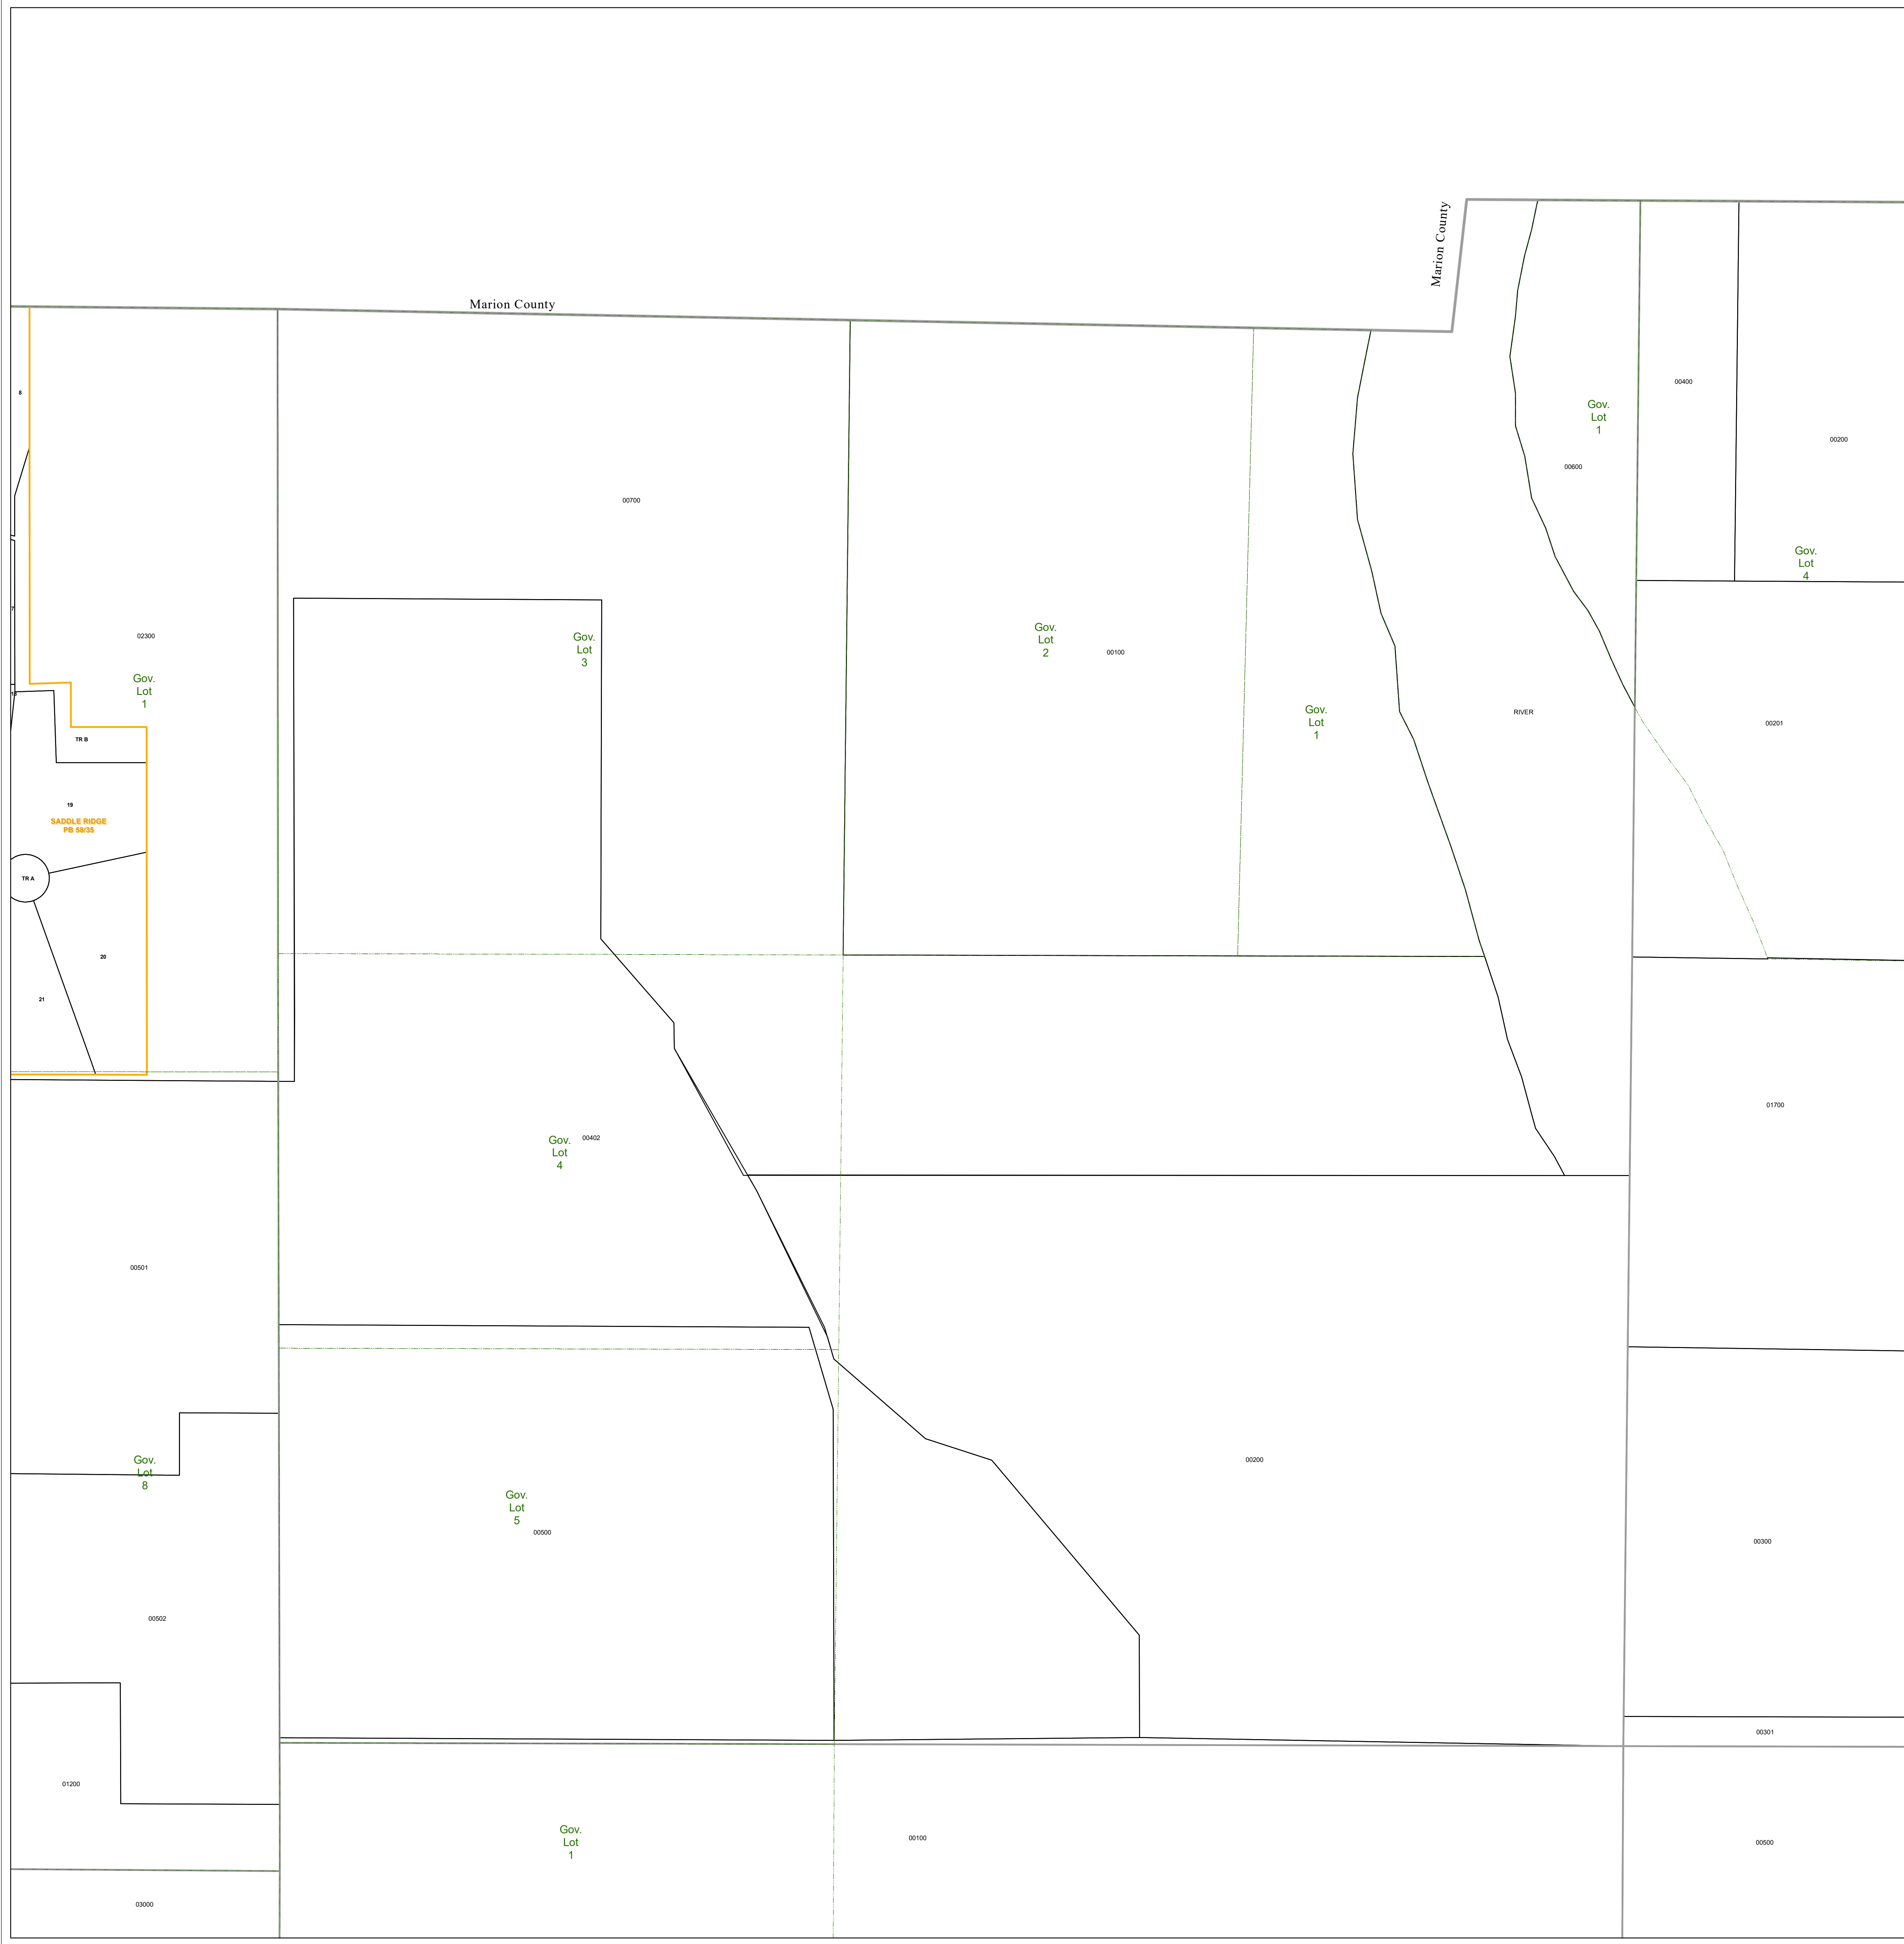 Marion County
Marion County
8
00400
Gov.
Lot
1
00200
00600
00700
Gov.
Lot
4
7
02300
Gov.
Lot
3
Gov.
Lot
2
00100
Gov.
Lot
1
Gov.
Lot
1
RIVER
00201
TR B
19
SADDLE RIDGE
PB 58/35
TR A
20
21
01700
Gov.
Lot
4
00402
00501
Gov.
Lot
8
00200
Gov.
Lot
5
00500
00300
00502
00301
01200
Gov.
Lot
1
00100
00500
03000